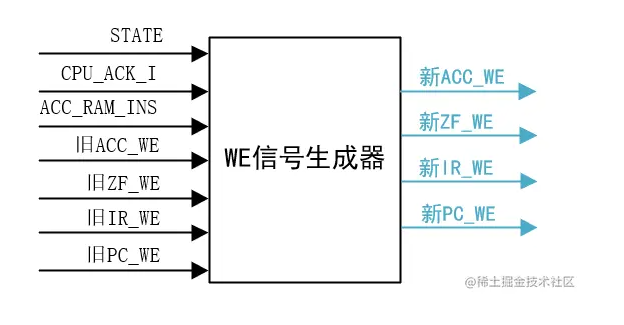 STATE
CPU_ACK_I
ACC_RAM_INS
旧ACC_WE
旧ZF_WE
旧IR_WE
旧PC_WE
WE信号生成器
新ACC_WE
新ZF_WE
新IR_WE
新PC_WE
@稀土掘金技术社区